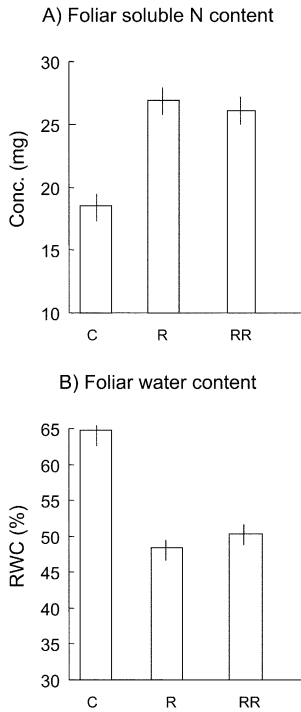 A) Foliar soluble N content
30
25
20
15
10
Conc. (mg)
C R RR
B) Foliar water content
65
60
55
50
45
40
35
30
RWC (%)
C R RR